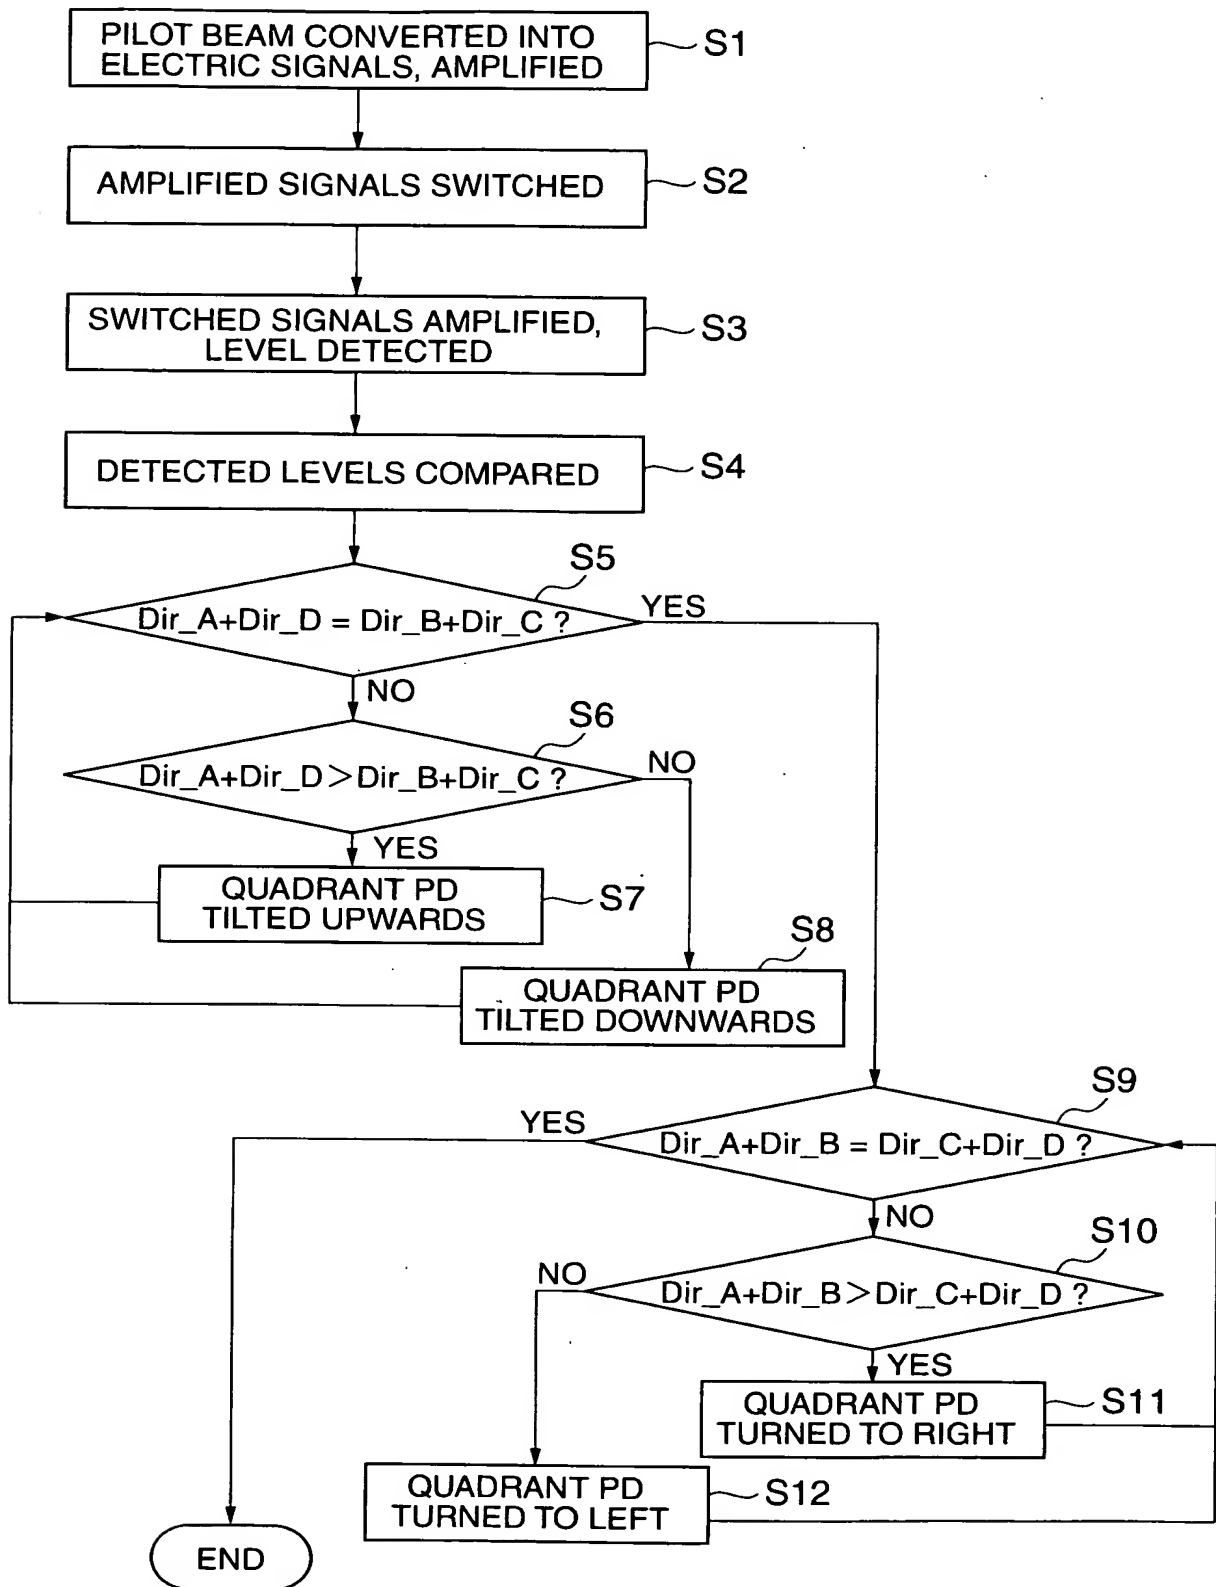 PILOT BEAM CONVERTED INTO
ELECTRIC SIGNALS, AMPLIFIED
S1
AMPLIFIED SIGNALS SWITCHED
S2
SWITCHED SIGNALS AMPLIFIED,
LEVEL DETECTED
S3
DETECTED LEVELS COMPARED
S4
S5
Dir_A+Dir_D = Dir_B+Dir_C ?
YES
NO
S6
Dir_A+Dir_D>Dir_B+Dir_C ?
NO
YES
QUADRANT PD
TILTED UPWARDS
S7
S8
QUADRANT PD
TILTED DOWNWARDS
S9
YES
Dir_A+Dir_B = Dir_C+Dir_D ?
NO
S10
NO
Dir_A+Dir_B>Dir_C+Dir_D ?
YES
QUADRANT PD
TURNED TO RIGHT
S11
QUADRANT PD
TURNED TO LEFT
S12
END